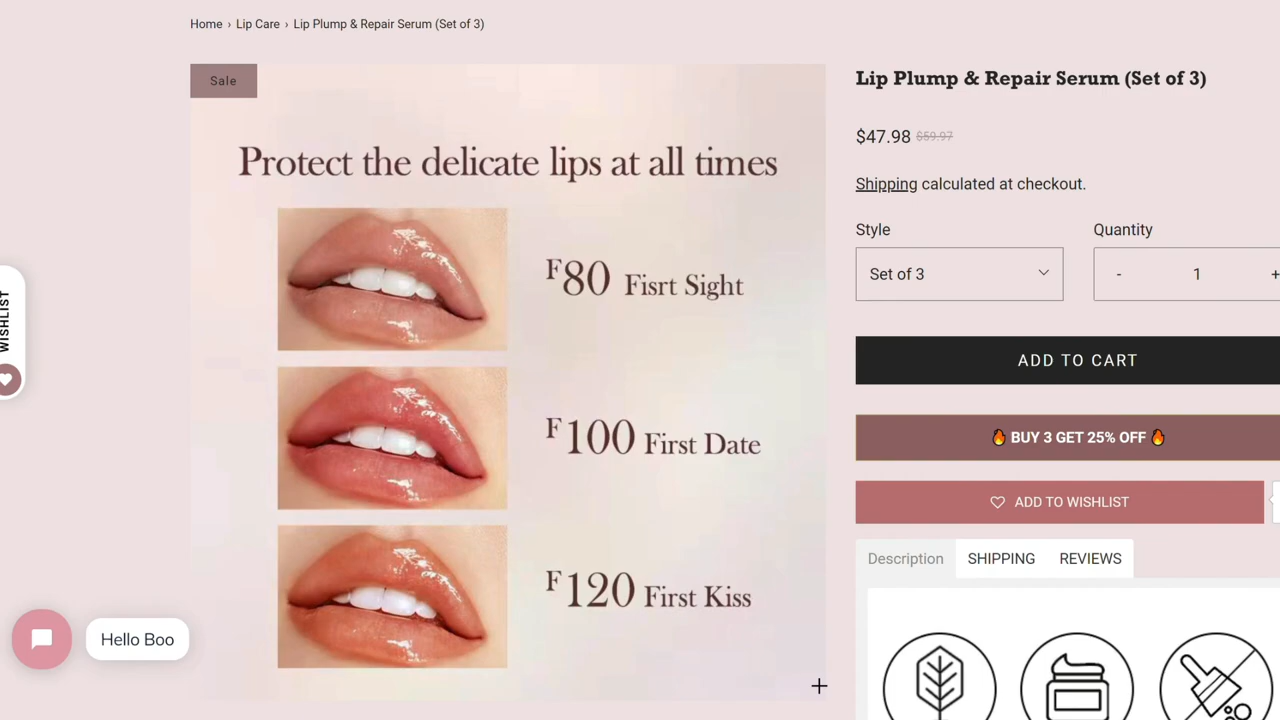 Home › Lip Care › Lip Plump & Repair Serum (Set of 3)
Sale
Protect the delicate lips at all times
F80 Fisrt Sight
F100 First Date
F120 First Kiss
Lip Plump & Repair Serum (Set of 3)
$47.98 $59.97
Shipping calculated at checkout.
Style Quantity
Set of 3 - 1 +
ADD TO CART
🔥 BUY 3 GET 25% OFF 🔥
ADD TO WISHLIST
Description SHIPPING REVIEWS
WISHLIST
Hello Boo